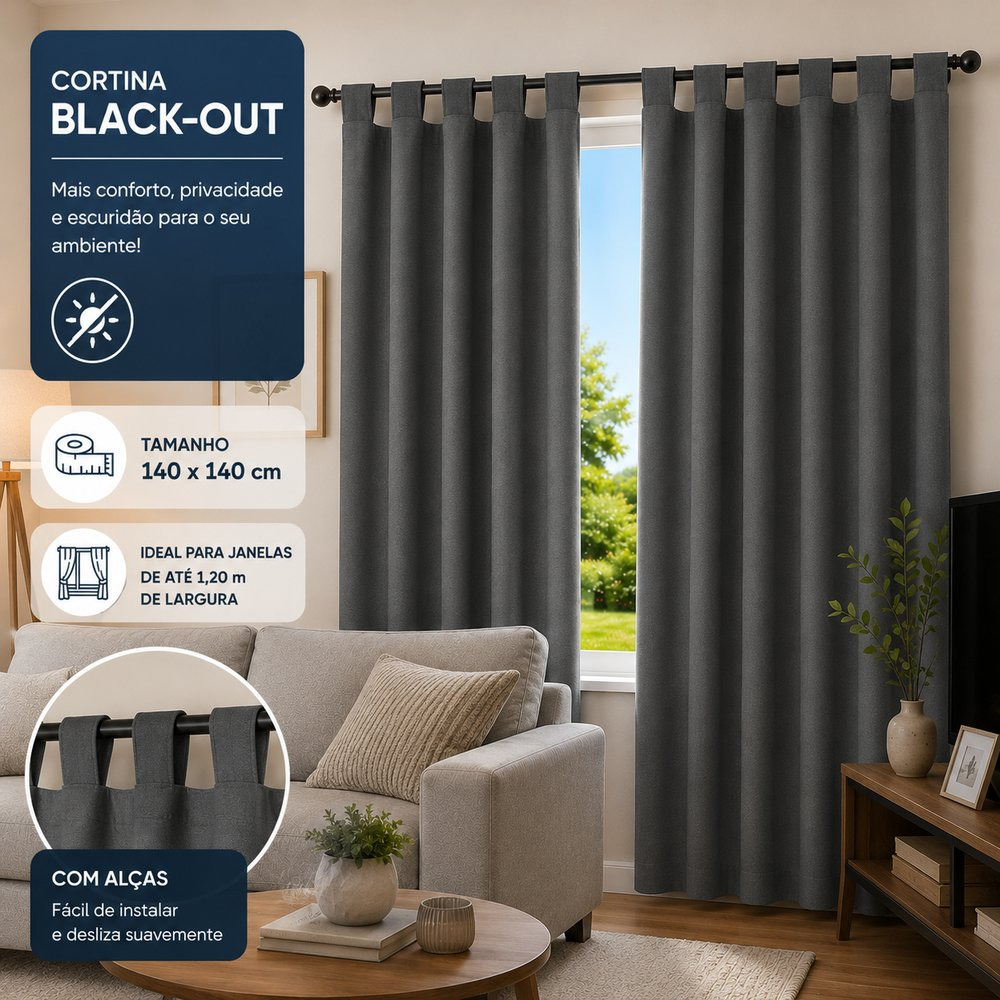 CORTINA
BLACK-OUT
Mais conforto, privacidade
e escuridão para o seu
ambiente!
TAMANHO
140 x 140 cm
IDEAL PARA JANELAS
DE ATÉ 1,20 m
DE LARGURA
COM ALÇAS
Fácil de instalar
e desliza suavemente